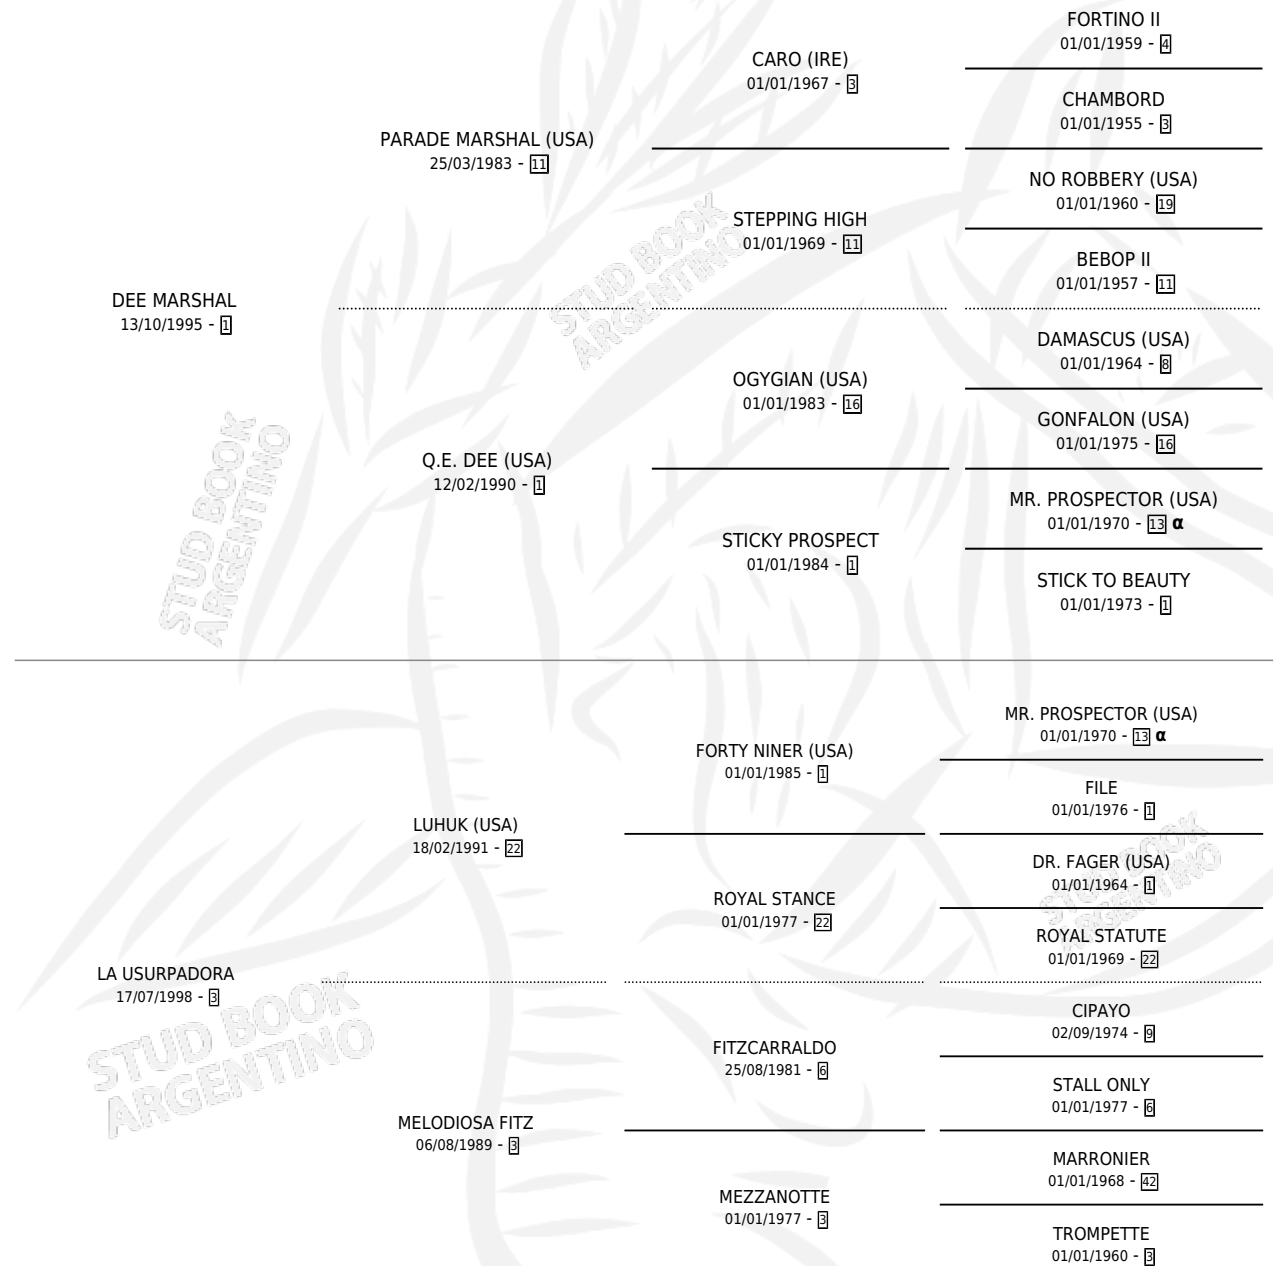 FORTINO II
01/01/1959 - 4
CARO (IRE)
01/01/1967 - 3
CHAMBORD
01/01/1955 - 3
PARADE MARSHAL (USA)
25/03/1983 - 11
NO ROBBERY (USA)
01/01/1960 - 19
STEPPING HIGH
01/01/1969 - 11
BEBOP II
01/01/1957 - 11
DEE MARSHAL
13/10/1995 - 1
STUD BOOK
ARGENTINO
DAMASCUS (USA)
01/01/1964 - 8
OGYGIAN (USA)
01/01/1983 - 16
GONFALON (USA)
01/01/1975 - 16
Q.E. DEE (USA)
12/02/1990 - 1
MR. PROSPECTOR (USA)
01/01/1970 - 13 α
STICKY PROSPECT
01/01/1984 - 1
STICK TO BEAUTY
01/01/1973 - 1
STUD BOOK
ARGENTINO
MR. PROSPECTOR (USA)
01/01/1970 - 13 α
FORTY NINER (USA)
01/01/1985 - 1
FILE
01/01/1976 - 1
LUHUK (USA)
18/02/1991 - 22
DR. FAGER (USA)
01/01/1964 - 1
ROYAL STANCE
01/01/1977 - 22
ROYAL STATUTE
01/01/1969 - 22
STUD BOOK
ARGENTINO
LA USURPADORA
17/07/1998 - 3
CIPAYO
02/09/1974 - 9
FITZCARRALDO
25/08/1981 - 6
STALL ONLY
01/01/1977 - 6
MELODIOSA FITZ
06/08/1989 - 3
MARRONIER
01/01/1968 - 42
MEZZANOTTE
01/01/1977 - 3
TROMPETTE
01/01/1960 - 3
STUD BOOK
ARGENTINO